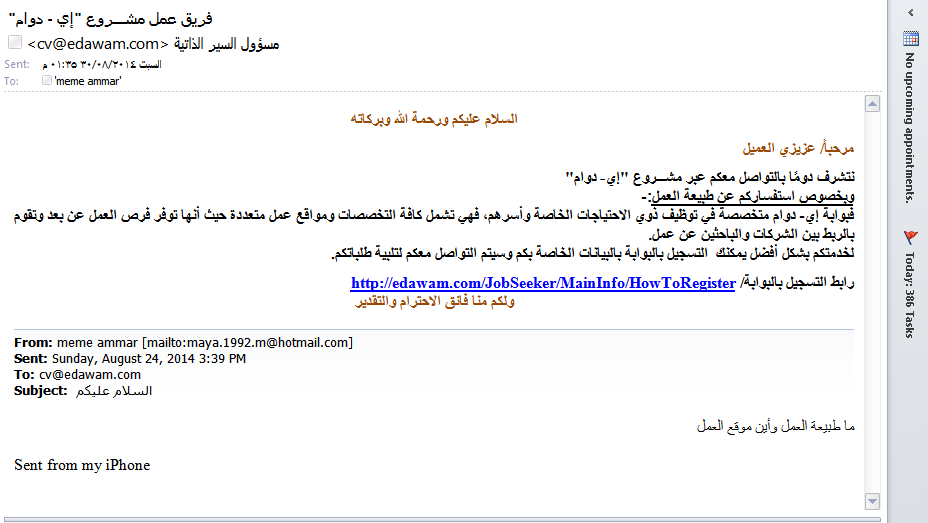 فريق عمل مشـــروع "إي - دوام"
مسؤول السير الذاتية <cv@edawam.com>
Sent: السبت ٣٠/٠٨/٢٠١٤ ٠١:٣٥ م
To: 'meme ammar'
السلام عليكم ورحمة الله وبركاته
مرحباً/ عزيزي العميل
نتشرف دومًا بالتواصل معكم عبر مشـــروع "إي- دوام"
وبخصوص استفساركم عن طبيعة العمل:-
فبوابة إي- دوام متخصصة في توظيف ذوي الاحتياجات الخاصة وأسرهم، فهي تشمل كافة التخصصات ومواقع عمل متعددة حيث أنها توفر فرص العمل عن بعد وتقوم
بالربط بين الشركات والباحثين عن عمل.
لخدمتكم بشكل أفضل يمكنك التسجيل بالبوابة بالبيانات الخاصة بكم وسيتم التواصل معكم لتلبية طلباتكم.
رابط التسجيل بالبوابة/ http://edawam.com/JobSeeker/MainInfo/HowToRegister
ولكم منا فائق الاحترام والتقدير
From: meme ammar [mailto:maya.1992.m@hotmail.com]
Sent: Sunday, August 24, 2014 3:39 PM
To: cv@edawam.com
Subject: السلام عليكم
ما طبيعة العمل وأين موقع العمل
Sent from my iPhone
No upcoming appointments.
Today: 386 Tasks